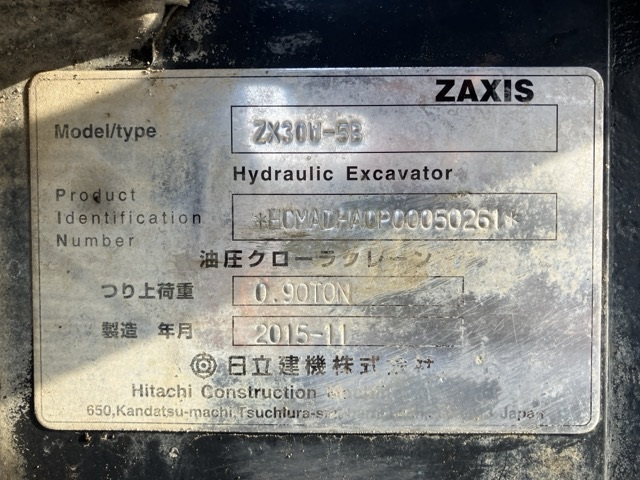 ZAXIS
Model/type ZX30U-5B
Hydraulic Excavator
Product
Identification
Number
*HCMADHA0P00050261*
油圧クローラクレーン
つり上荷重 0.90TON
製造 年月 2015-11
日立建機株式会社
Hitachi Construction
650,Kandatsu-machi,Tsuchiura-s Japan